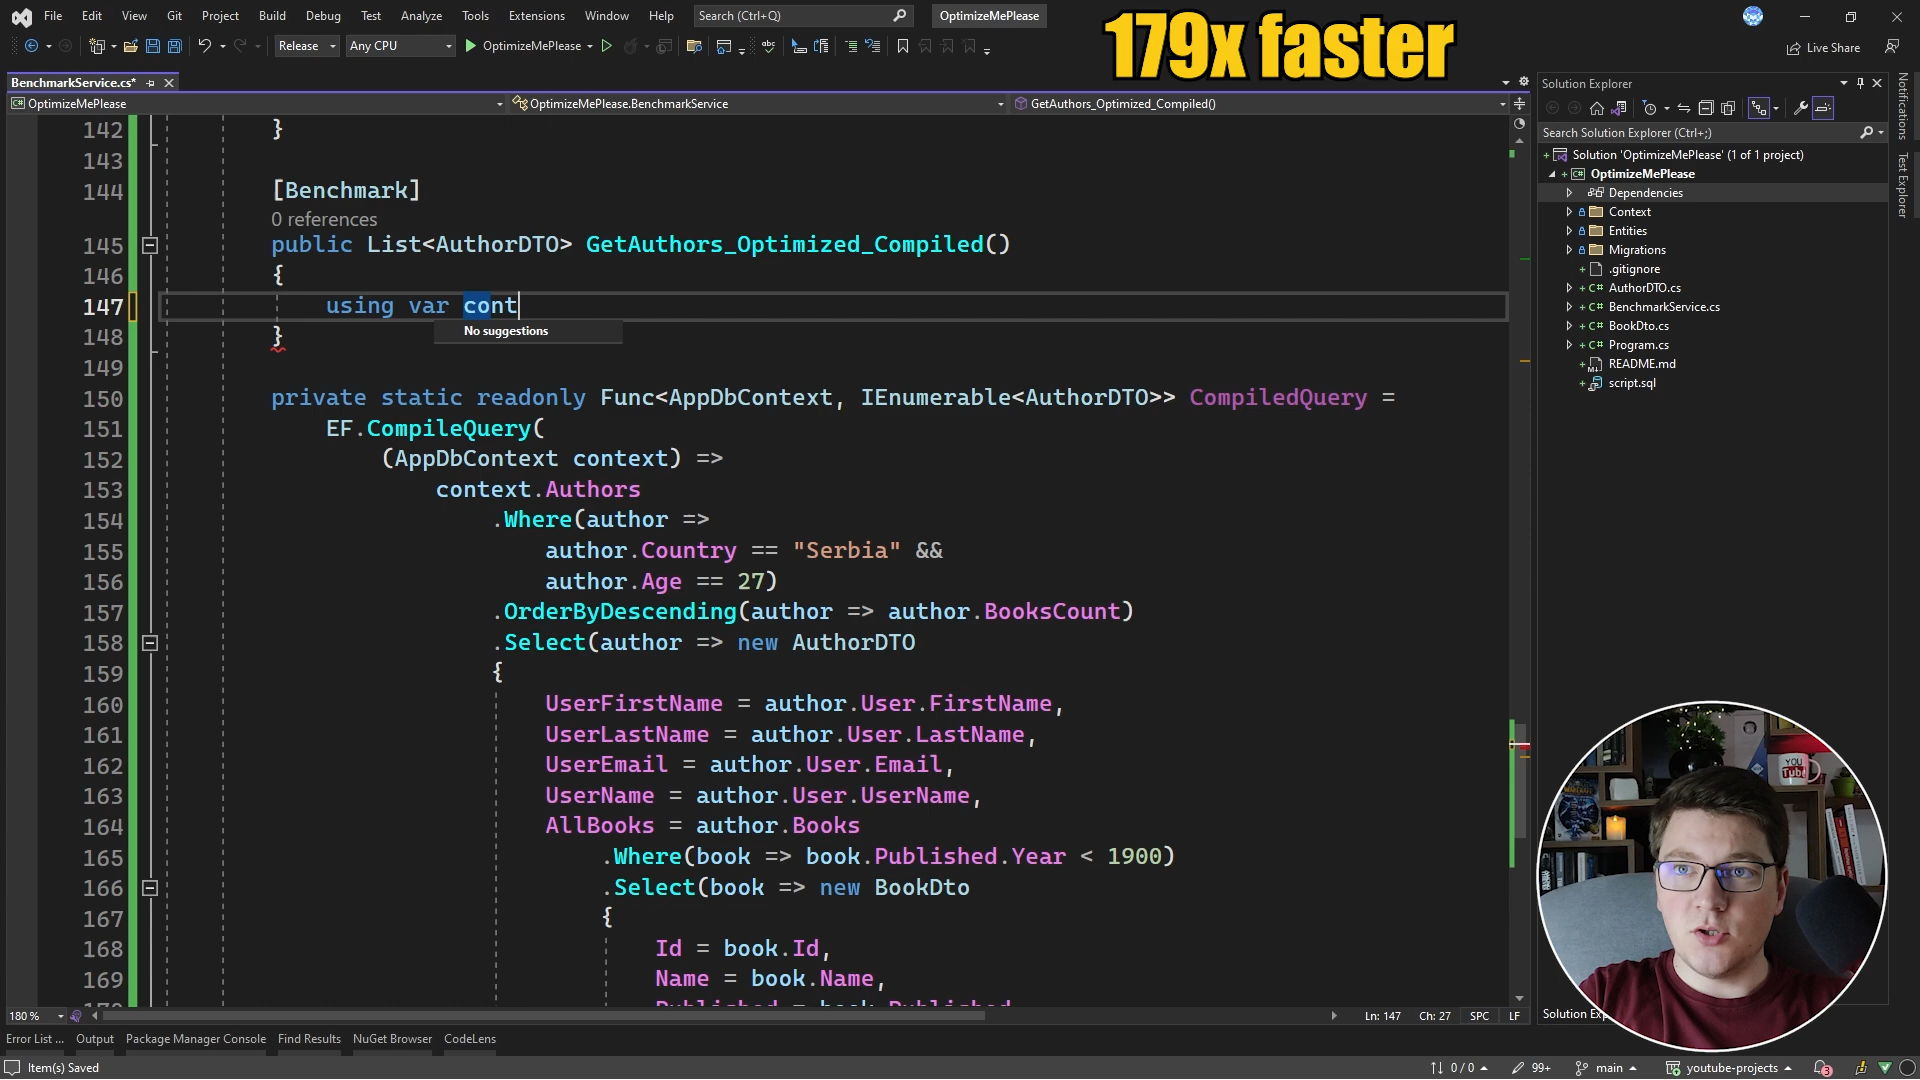 File Edit View Git Project Build Debug Test Analyze Tools Extensions Window Help Search (Ctrl+Q) OptimizeMePlease
179x faster
Release Any CPU OptimizeMePlease Live Share
BenchmarkService.cs*
OptimizeMePlease OptimizeMePlease.BenchmarkService GetAuthors_Optimized_Compiled()
142 }
143
144 [Benchmark]
0 references
145 public List<AuthorDTO> GetAuthors_Optimized_Compiled()
146 {
147 using var cont
No suggestions
148 }
149
150 private static readonly Func<AppDbContext, IEnumerable<AuthorDTO>> CompiledQuery =
151 EF.CompileQuery(
152 (AppDbContext context) =>
153 context.Authors
154 .Where(author =>
155 author.Country == "Serbia" &&
156 author.Age == 27)
157 .OrderByDescending(author => author.BooksCount)
158 .Select(author => new AuthorDTO
159 {
160 UserFirstName = author.User.FirstName,
161 UserLastName = author.User.LastName,
162 UserEmail = author.User.Email,
163 UserName = author.User.UserName,
164 AllBooks = author.Books
165 .Where(book => book.Published.Year < 1900)
166 .Select(book => new BookDto
167 {
168 Id = book.Id,
169 Name = book.Name,
Published = book.Published
Solution Explorer
Search Solution Explorer (Ctrl+;)
Solution 'OptimizeMePlease' (1 of 1 project)
OptimizeMePlease
Dependencies
Context
Entities
Migrations
.gitignore
C# AuthorDTO.cs
C# BenchmarkService.cs
C# BookDto.cs
C# Program.cs
README.md
script.sql
Notifications
Test Explorer
YOU
Tube
180 % Ln: 147 Ch: 27 SPC LF
Error List ... Output Package Manager Console Find Results NuGet Browser CodeLens
Item(s) Saved 0 / 0 99+ main youtube-projects 3